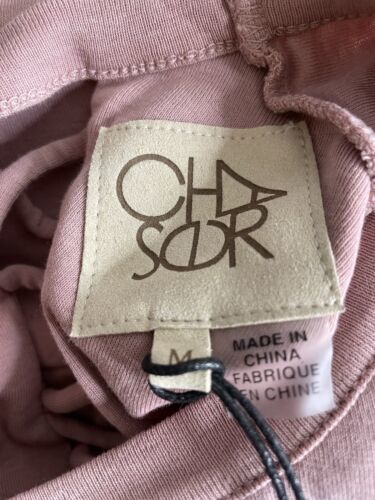 CHA
SER
M
MADE IN
CHINA
FABRIQUE
EN CHINE